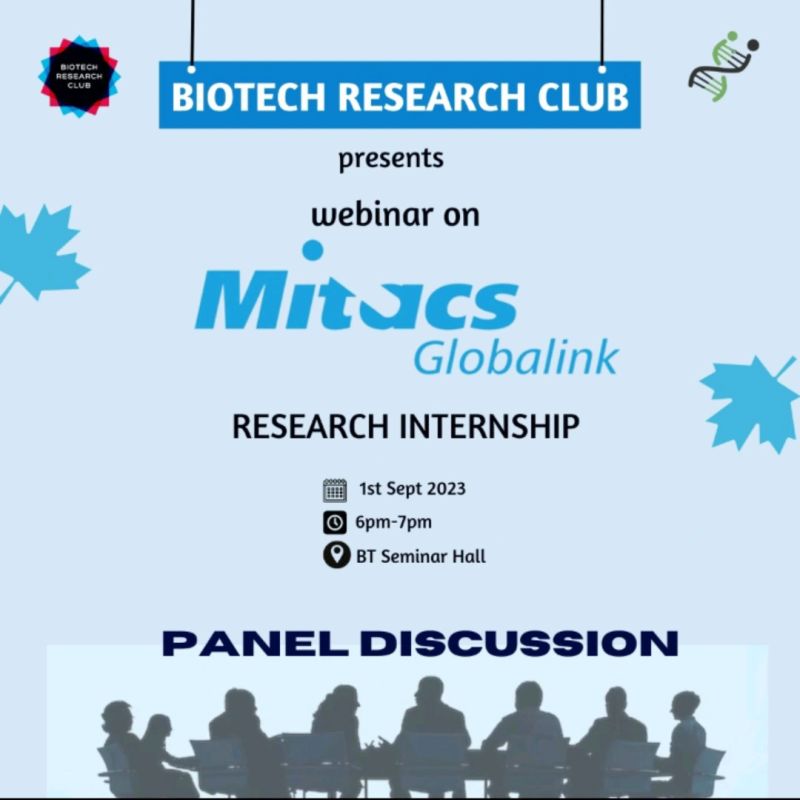 BIOTECH
RESEARCH
CLUB
BIOTECH RESEARCH CLUB
presents
webinar on
Mitacs
Globalink
RESEARCH INTERNSHIP
1st Sept 2023
6pm-7pm
BT Seminar Hall
PANEL DISCUSSION